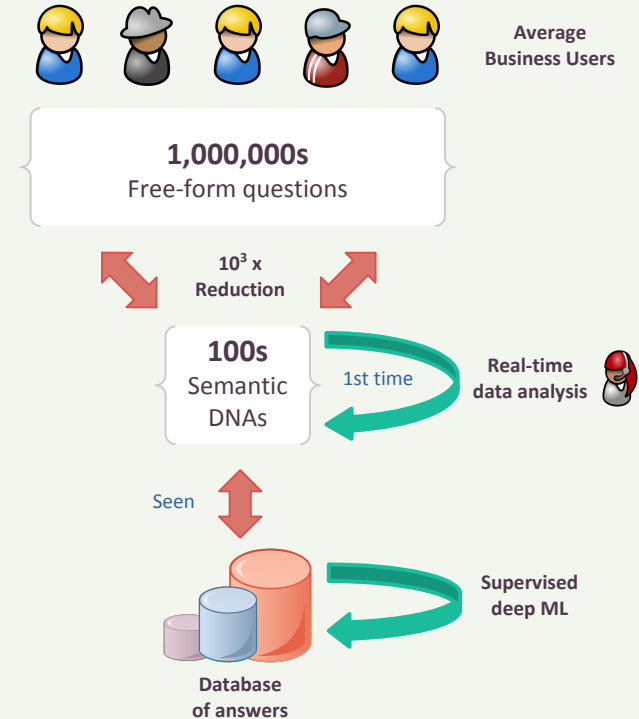 Average
Business Users
1,000,000s
Free-form questions
10³ x
Reduction
100s
Semantic
DNAs
1st time
Real-time
data analysis
Seen
Supervised
deep ML
Database
of answers